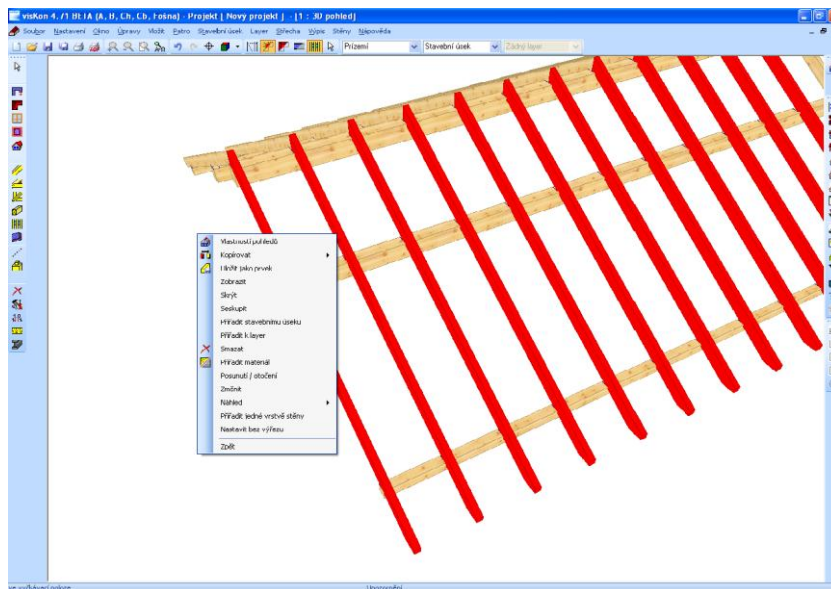 visKon 4.71 BETA (A, B, Ch, Cb, Fošna) - Projekt [ Nový projekt ] - [1 : 3D pohled]
Soubor Nastavení Okno Úpravy Vložit Patro Stavební úsek Layer Střecha Výpis Stěny Nápověda
Přízemí Stavební úsek Žádný layer
Vlastnosti pohledů
Kopírovat
Uložit jako prvek
Zobrazit
Skrýt
Seskupit
Přiřadit stavebnímu úseku
Přiřadit k layer
Smazat
Přiřadit materiál
Posunutí / otočení
Změnit
Náhled
Přiřadit jedné vrstvě stěny
Nastavit bez výřezu
Zpět
Upozornění